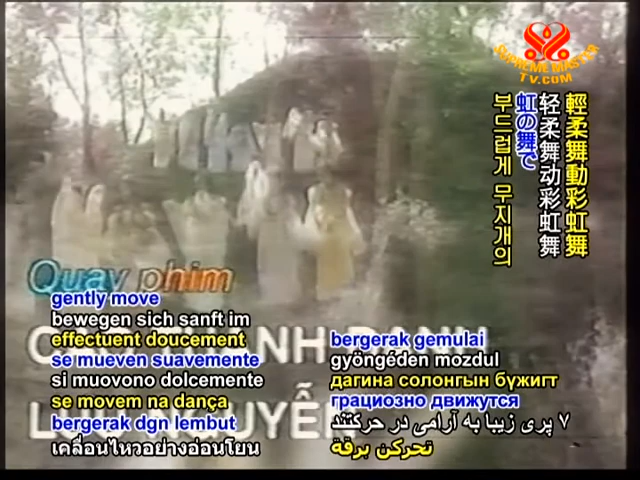 SUPREME MASTER
TV.COM
輕柔舞動彩虹舞
轻柔舞动彩虹舞
虹の舞で
부드럽게 무지개의
Quay phim
gently move
bewegen sich sanft im
effectuent doucement
se mueven suavemente
si muovono dolcemente
se movem na dança
bergerak dgn lembut
เคลื่อนไหวอย่างอ่อนโยน
bergerak gemulai
gyöngéden mozdul
дагина солонгын бүжигт
грациозно движутся
۷ پری زیبا به آرامی در حرکتند
تحركن برقة